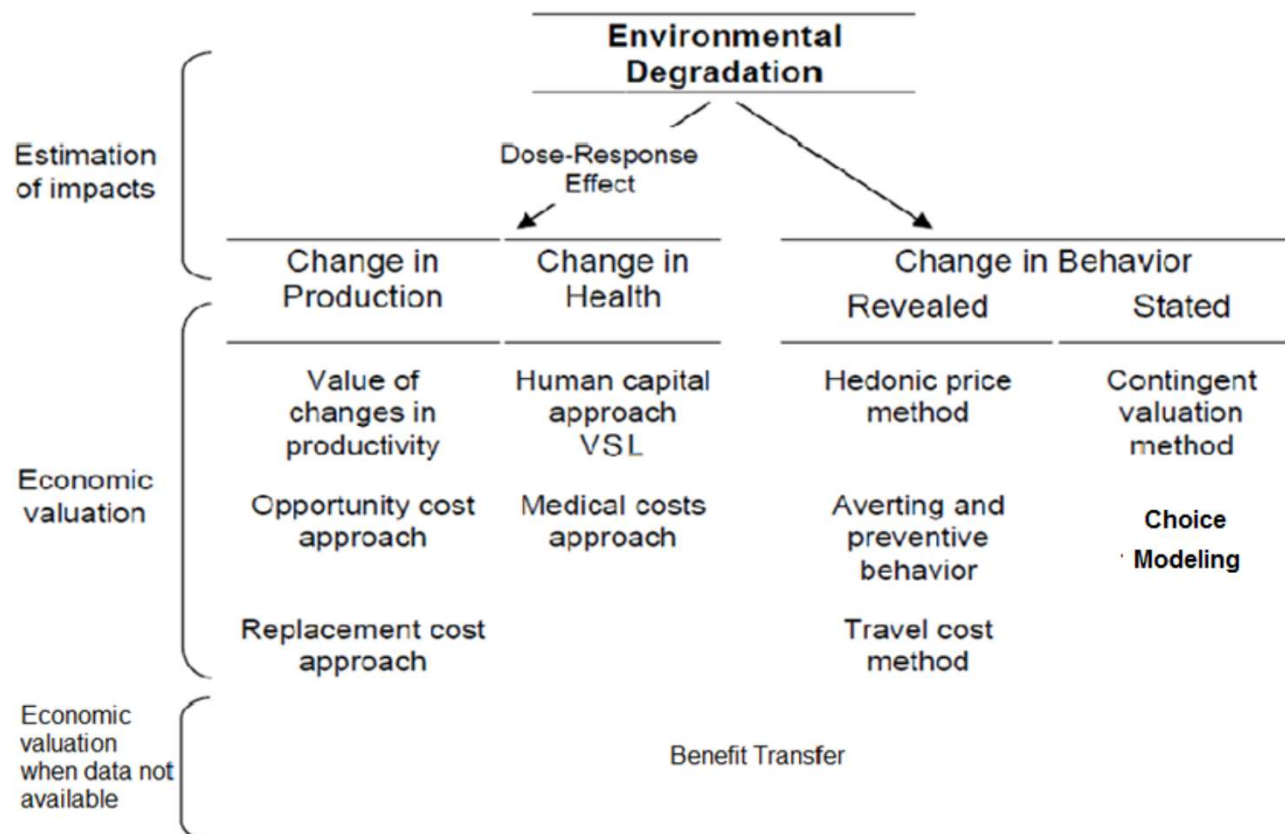 Environmental
Degradation
Estimation
of impacts
Dose-Response
Effect
Change in
Production
Change in
Health
Change in Behavior
Revealed
Stated
Economic
valuation
Value of
changes in
productivity
Human capital
approach
VSL
Hedonic price
method
Contingent
valuation
method
Opportunity cost
approach
Medical costs
approach
Averting and
preventive
behavior
Choice
Modeling
Replacement cost
approach
Travel cost
method
Economic
valuation
when data not
available
Benefit Transfer